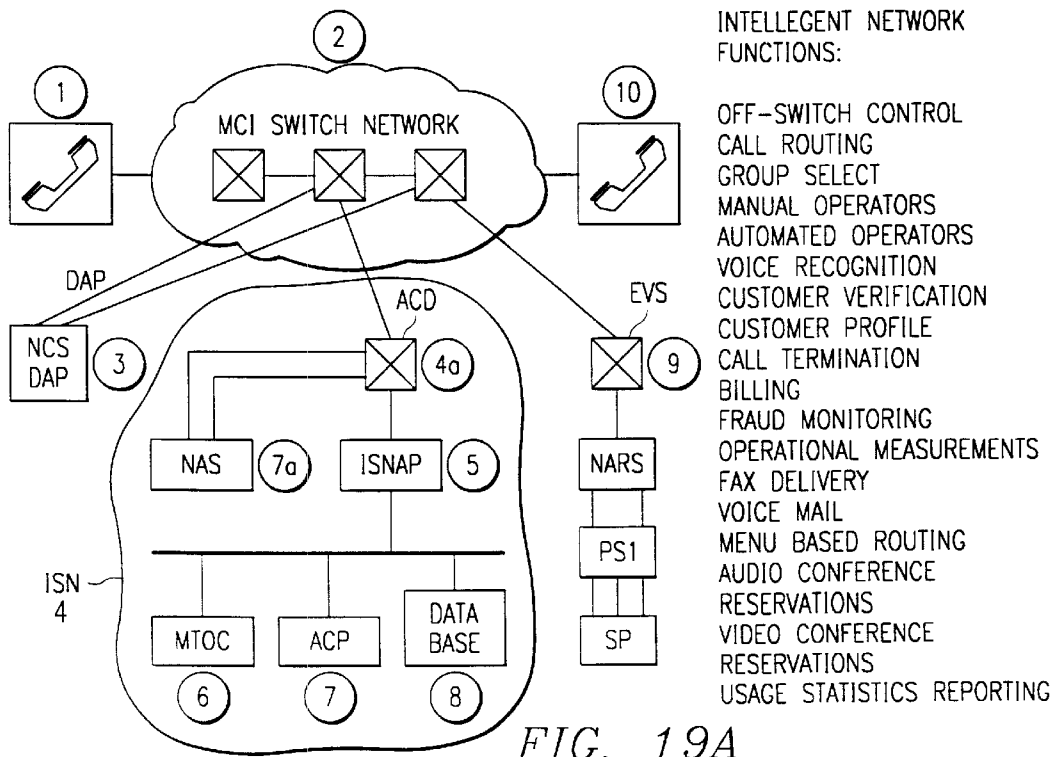 INTELLEGENT NETWORK
FUNCTIONS:
OFF-SWITCH CONTROL
CALL ROUTING
GROUP SELECT
MANUAL OPERATORS
AUTOMATED OPERATORS
VOICE RECOGNITION
CUSTOMER VERIFICATION
CUSTOMER PROFILE
CALL TERMINATION
BILLING
FRAUD MONITORING
OPERATIONAL MEASUREMENTS
FAX DELIVERY
VOICE MAIL
MENU BASED ROUTING
AUDIO CONFERENCE
RESERVATIONS
VIDEO CONFERENCE
RESERVATIONS
USAGE STATISTICS REPORTING
1
2
10
MCI SWITCH NETWORK
DAP
NCS
DAP
3
ACD
4a
EVS
9
NAS
7a
ISNAP
5
NARS
PS1
SP
ISN
4
MTOC
6
ACP
7
DATA
BASE
8
FIG. 19A